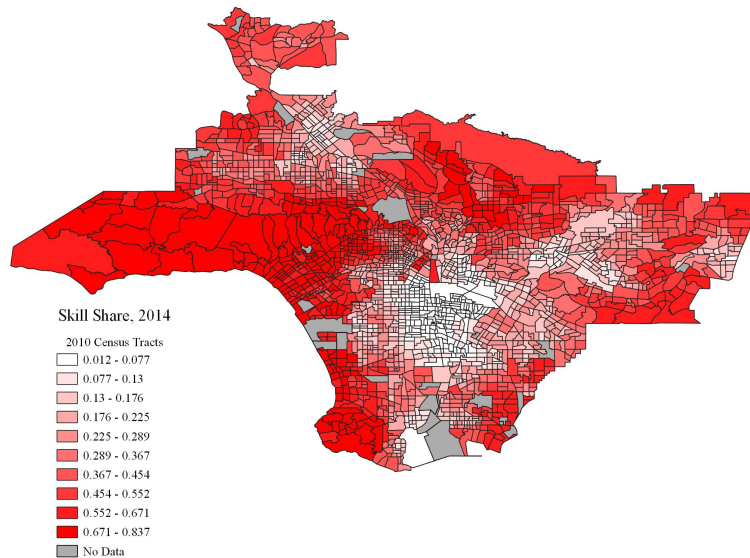 Skill Share, 2014
2010 Census Tracts
0.012 - 0.077
0.077 - 0.13
0.13 - 0.176
0.176 - 0.225
0.225 - 0.289
0.289 - 0.367
0.367 - 0.454
0.454 - 0.552
0.552 - 0.671
0.671 - 0.837
No Data